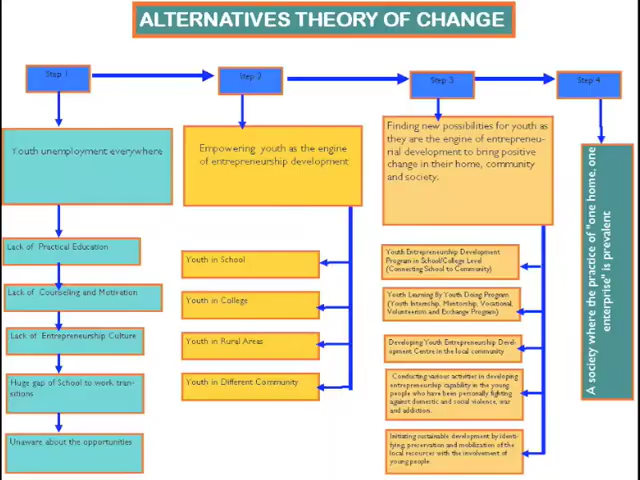 ALTERNATIVES THEORY OF CHANGE
Step 1
Step 2
Step 3
Step 4
Youth unemployment everywhere
Lack of Practical Education
Lack of Counseling and Motivation
Lack of Entrepreneurship Culture
Huge gap of School to work tran-
sitions
Unaware about the opportunities
Empowering youth as the engine
of entrepreneurship development
Youth in School
Youth in College
Youth in Rural Areas
Youth in Different Community
Finding new possibilities for youth as
they are the engine of entrepreneu-
rial development to bring positive
change in their home, community
and society.
Youth Entrepreneurship Development
Program in School/College Level
(Connecting School to Community)
Youth Learning By Youth Doing Program
(Youth Internship, Mentorship, Vocational,
Volunteerism and Exchange Program)
Developing Youth Entrepreneurship Devel-
opment Centre in the local community
Conducting various activities in developing
entrepreneurship capability in the young
people who have been personally fighting
against domestic and social violence, war
and addiction.
Initiating sustainable development by identi-
fying, preservation and mobilization of the
local resources with the involvement of
young people.
A society where the practice of "one home, one
enterprise" is prevalent